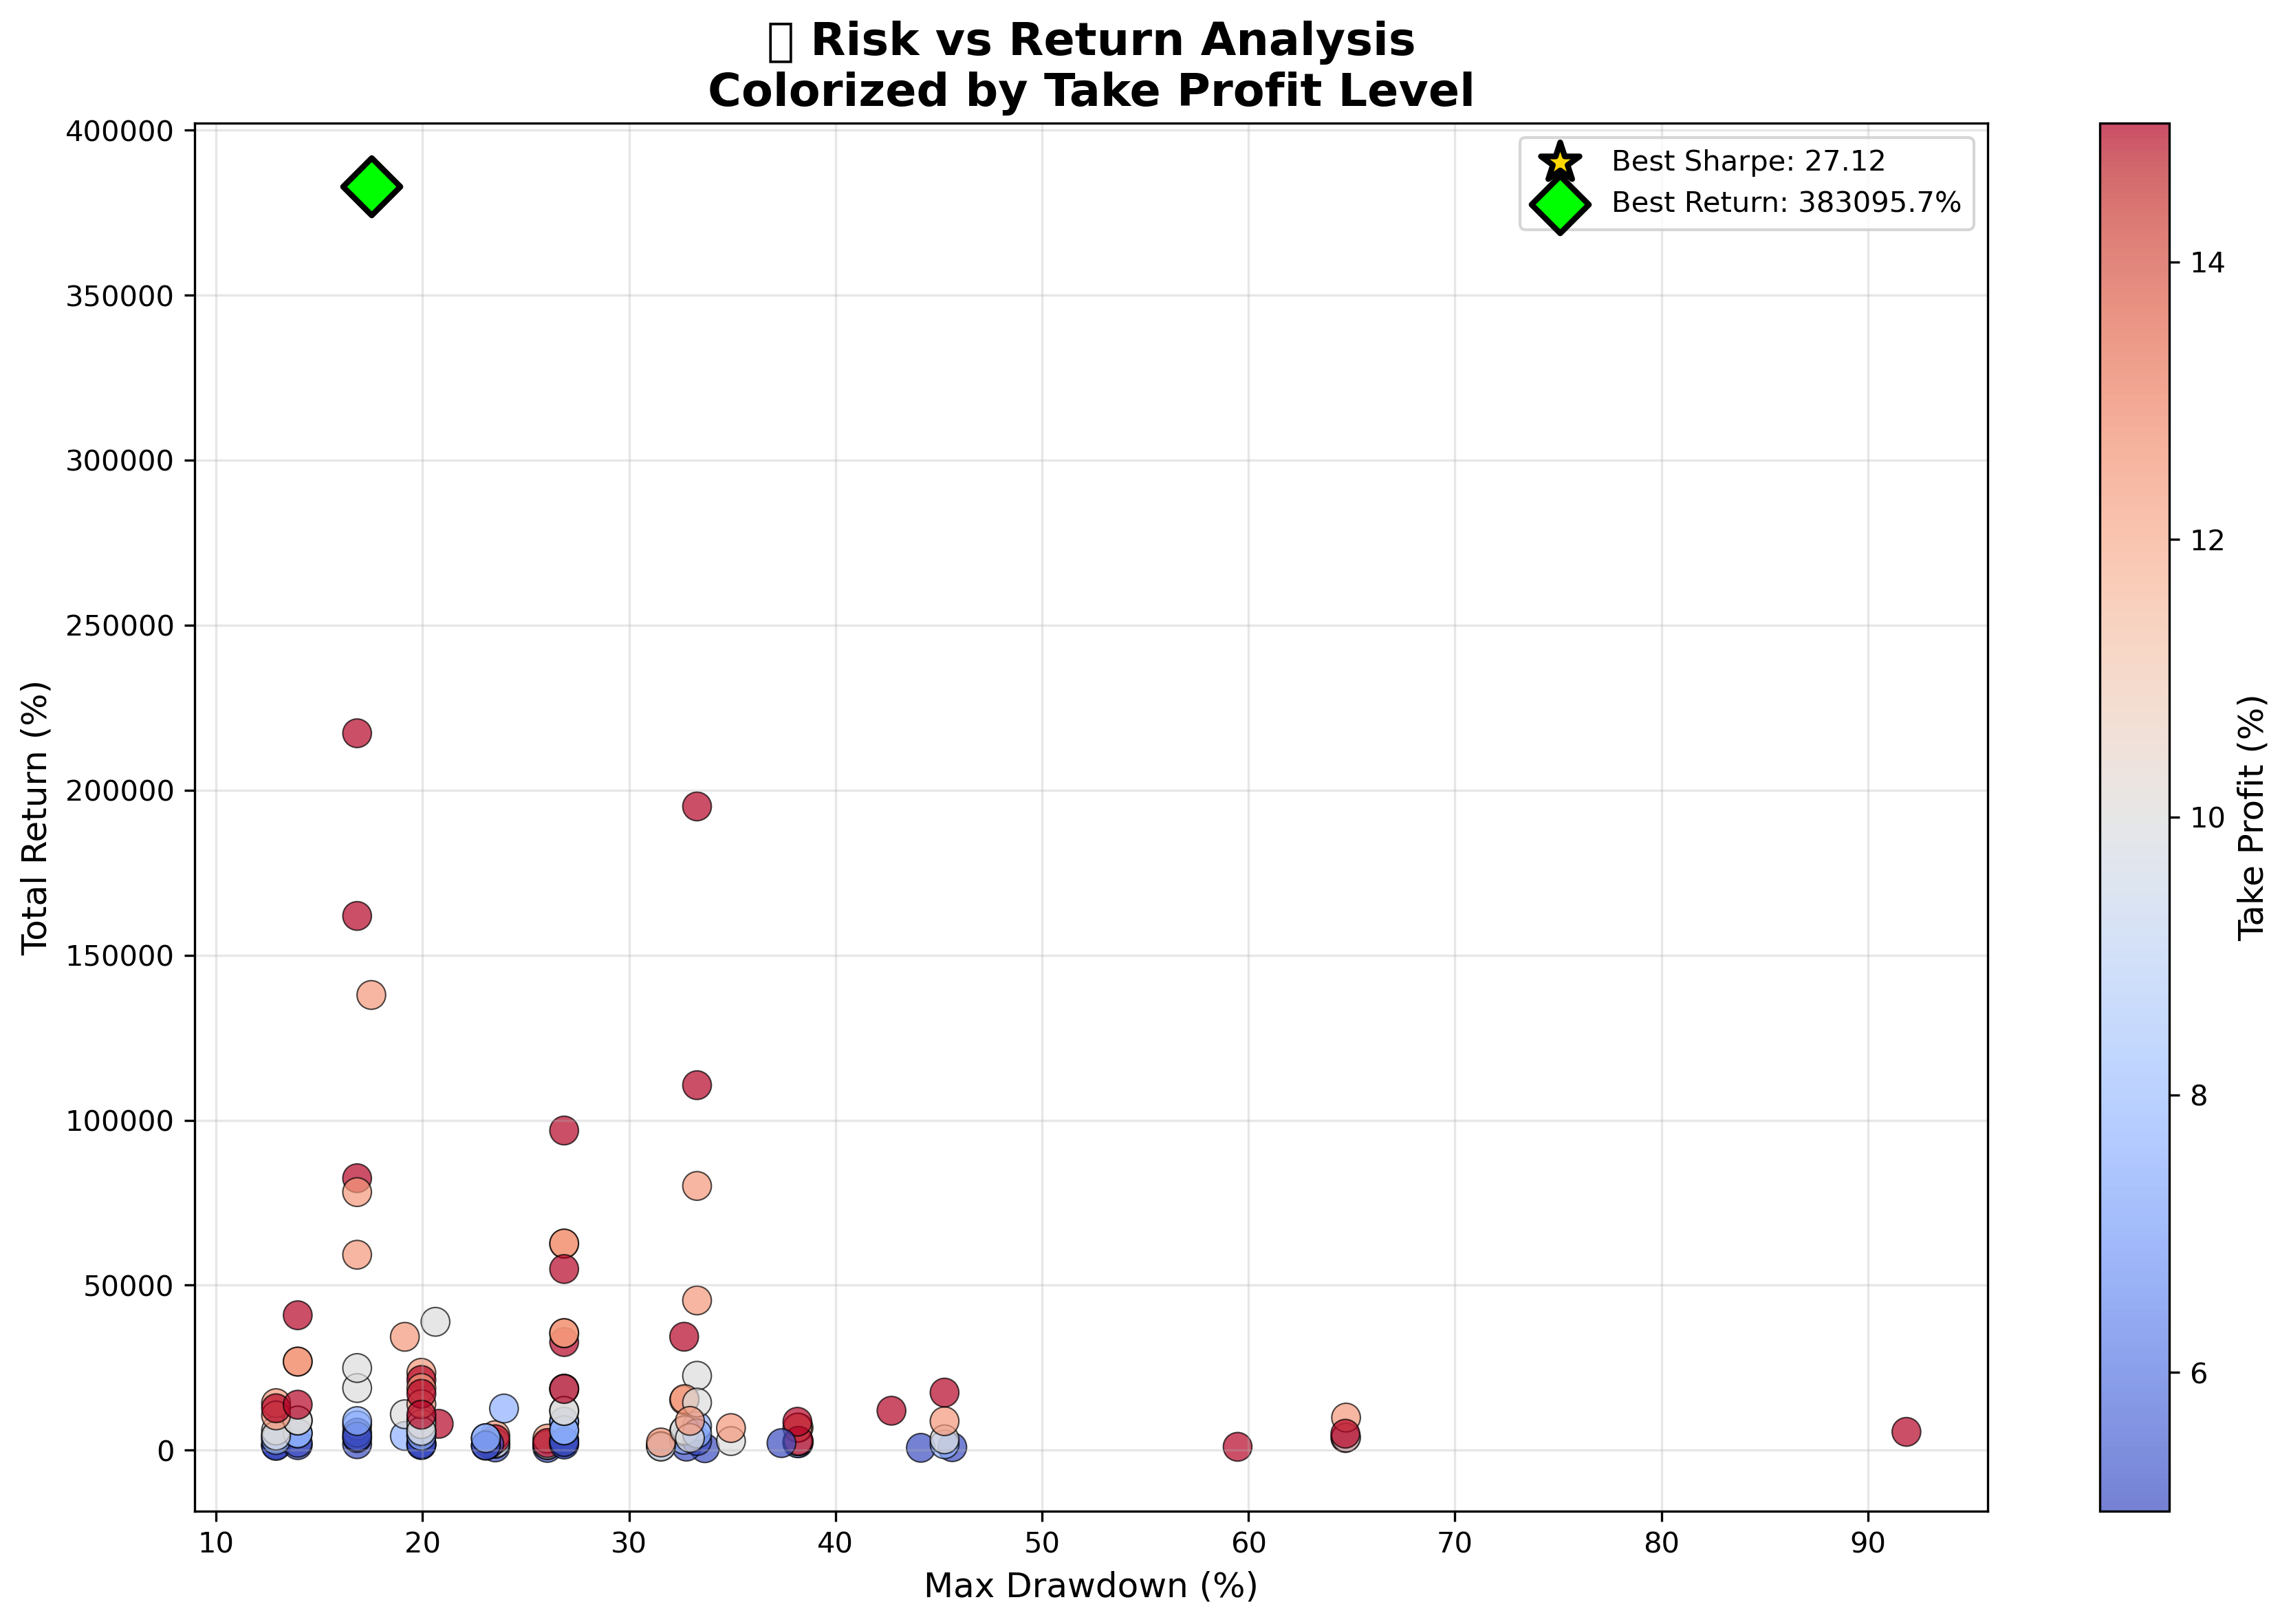 Risk vs Return Analysis
Colorized by Take Profit Level
Best Sharpe: 27.12
Best Return: 383095.7%
Total Return (%)
400000
350000
300000
250000
200000
150000
100000
50000
0
10 20 30 40 50 60 70 80 90
Max Drawdown (%)
14
12
10
8
6
Take Profit (%)